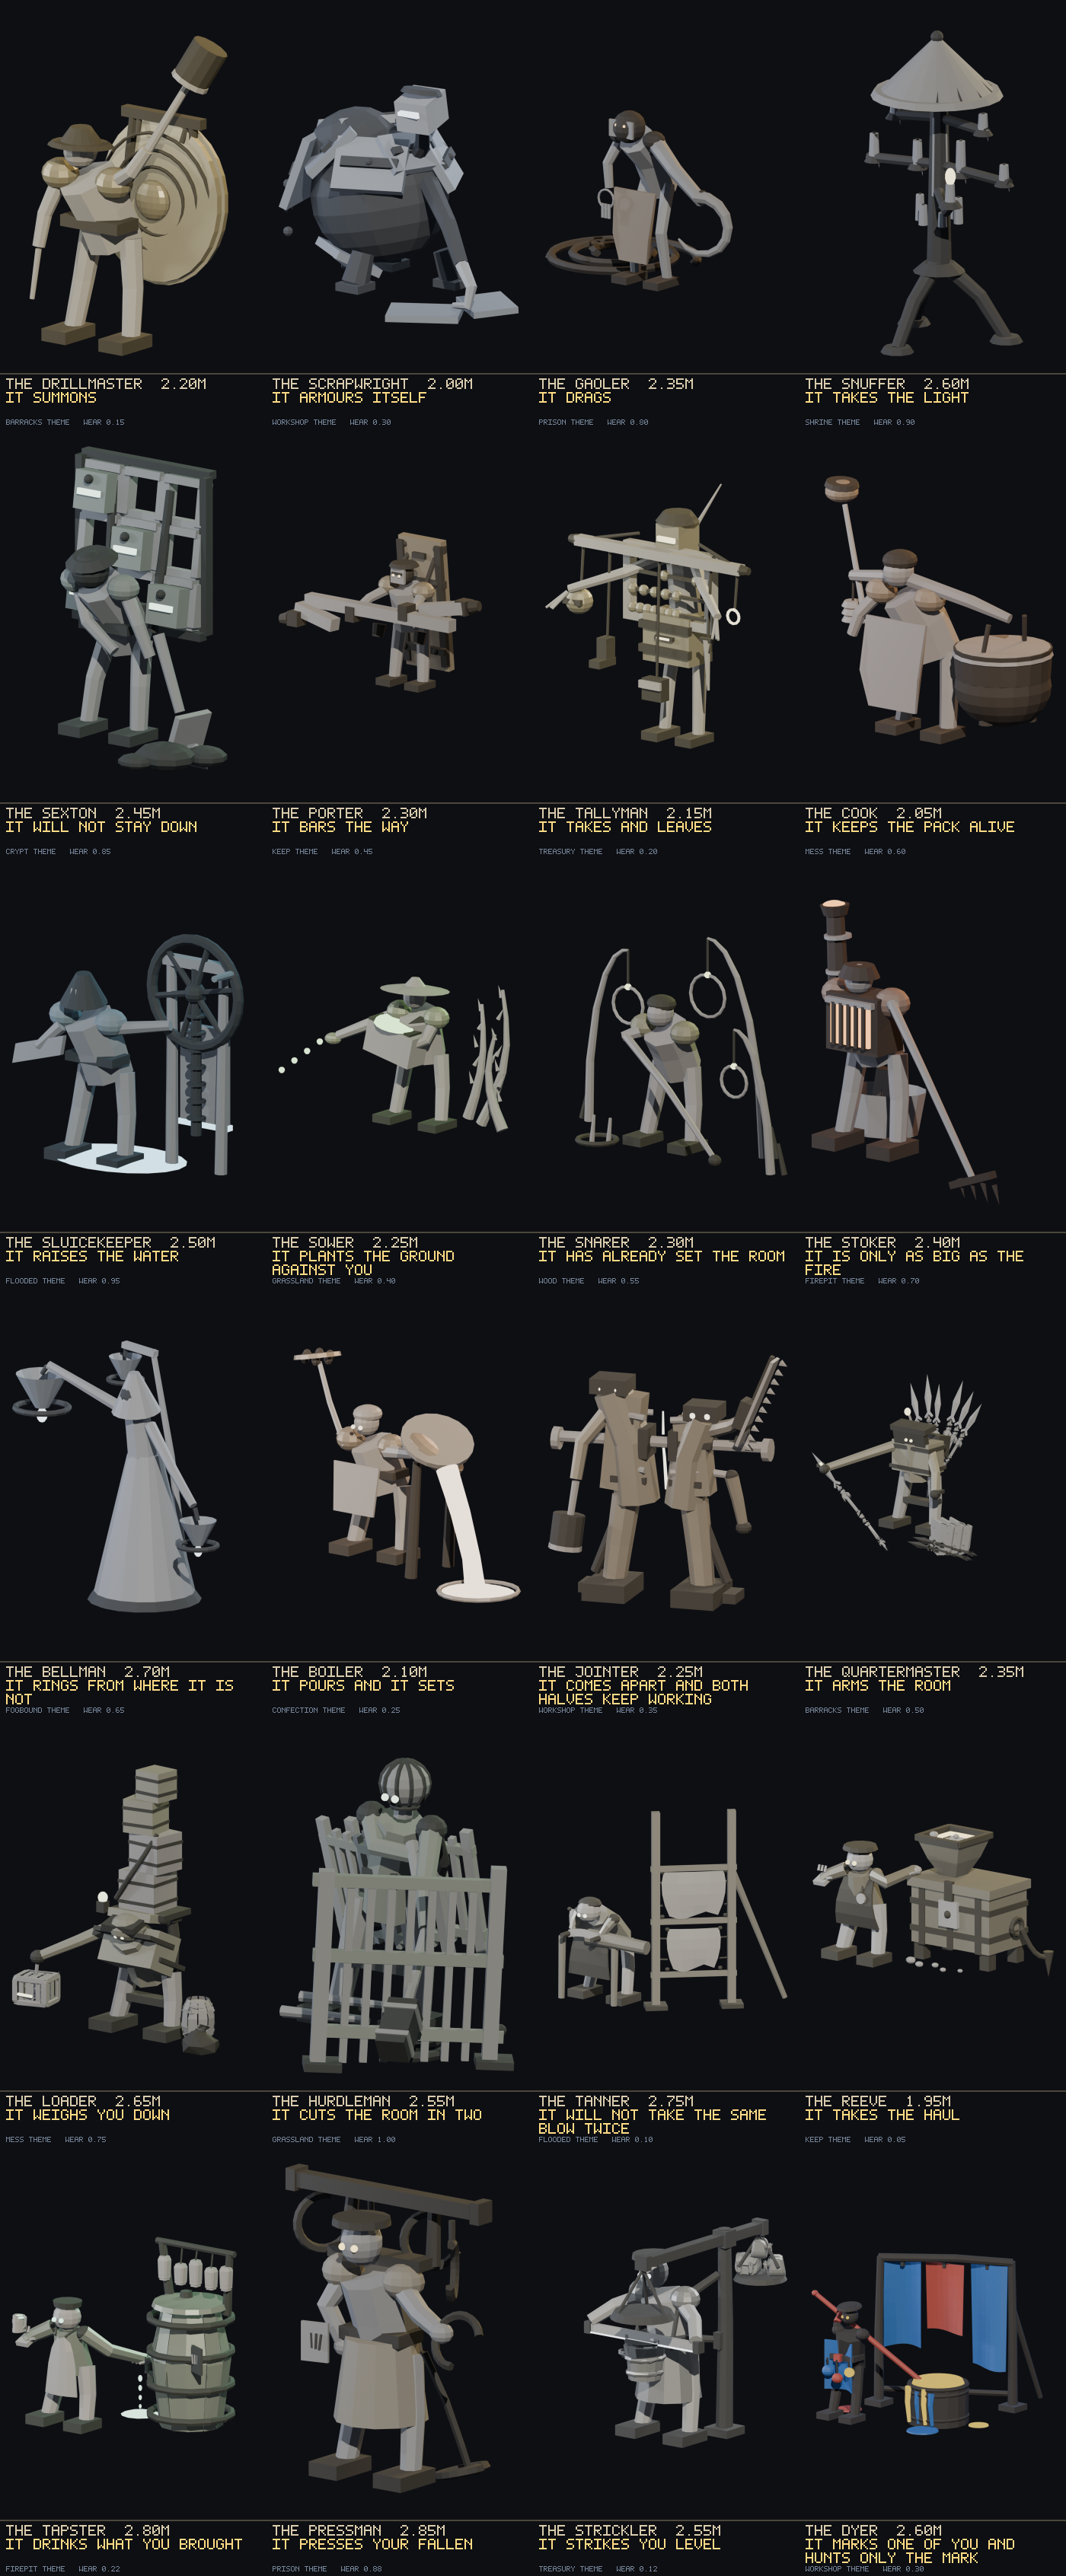 THE DRILLMASTER 2.20M
IT SUMMONS
BARRACKS THEME WEAR 0.15
THE SCRAPWRIGHT 2.00M
IT ARMOURS ITSELF
WORKSHOP THEME WEAR 0.30
THE GAOLER 2.35M
IT DRAGS
PRISON THEME WEAR 0.80
THE SNUFFER 2.60M
IT TAKES THE LIGHT
SHRINE THEME WEAR 0.90
THE SEXTON 2.45M
IT WILL NOT STAY DOWN
CRYPT THEME WEAR 0.85
THE PORTER 2.30M
IT BARS THE WAY
KEEP THEME WEAR 0.45
THE TALLYMAN 2.15M
IT TAKES AND LEAVES
TREASURY THEME WEAR 0.20
THE COOK 2.05M
IT KEEPS THE PACK ALIVE
MESS THEME WEAR 0.60
THE SLUICEKEEPER 2.50M
IT RAISES THE WATER
FLOODED THEME WEAR 0.95
THE SOWER 2.25M
IT PLANTS THE GROUND
AGAINST YOU
GRASSLAND THEME WEAR 0.40
THE SNARER 2.30M
IT HAS ALREADY SET THE ROOM
WOOD THEME WEAR 0.55
THE STOKER 2.40M
IT IS ONLY AS BIG AS THE
FIRE
FIREPIT THEME WEAR 0.70
THE BELLMAN 2.70M
IT RINGS FROM WHERE IT IS
NOT
FOGBOUND THEME WEAR 0.65
THE BOILER 2.10M
IT POURS AND IT SETS
CONFECTION THEME WEAR 0.25
THE JOINTER 2.25M
IT COMES APART AND BOTH
HALVES KEEP WORKING
WORKSHOP THEME WEAR 0.35
THE QUARTERMASTER 2.35M
IT ARMS THE ROOM
BARRACKS THEME WEAR 0.50
THE LOADER 2.65M
IT WEIGHS YOU DOWN
MESS THEME WEAR 0.75
THE HURDLEMAN 2.55M
IT CUTS THE ROOM IN TWO
GRASSLAND THEME WEAR 1.00
THE TANNER 2.75M
IT WILL NOT TAKE THE SAME
BLOW TWICE
FLOODED THEME WEAR 0.10
THE REEVE 1.95M
IT TAKES THE HAUL
KEEP THEME WEAR 0.05
THE TAPSTER 2.80M
IT DRINKS WHAT YOU BROUGHT
FIREPIT THEME WEAR 0.22
THE PRESSMAN 2.85M
IT PRESSES YOUR FALLEN
PRISON THEME WEAR 0.88
THE STRICKLER 2.55M
IT STRIKES YOU LEVEL
TREASURY THEME WEAR 0.12
THE DYER 2.60M
IT MARKS ONE OF YOU AND
HUNTS ONLY THE MARK
WORKSHOP THEME WEAR 0.30